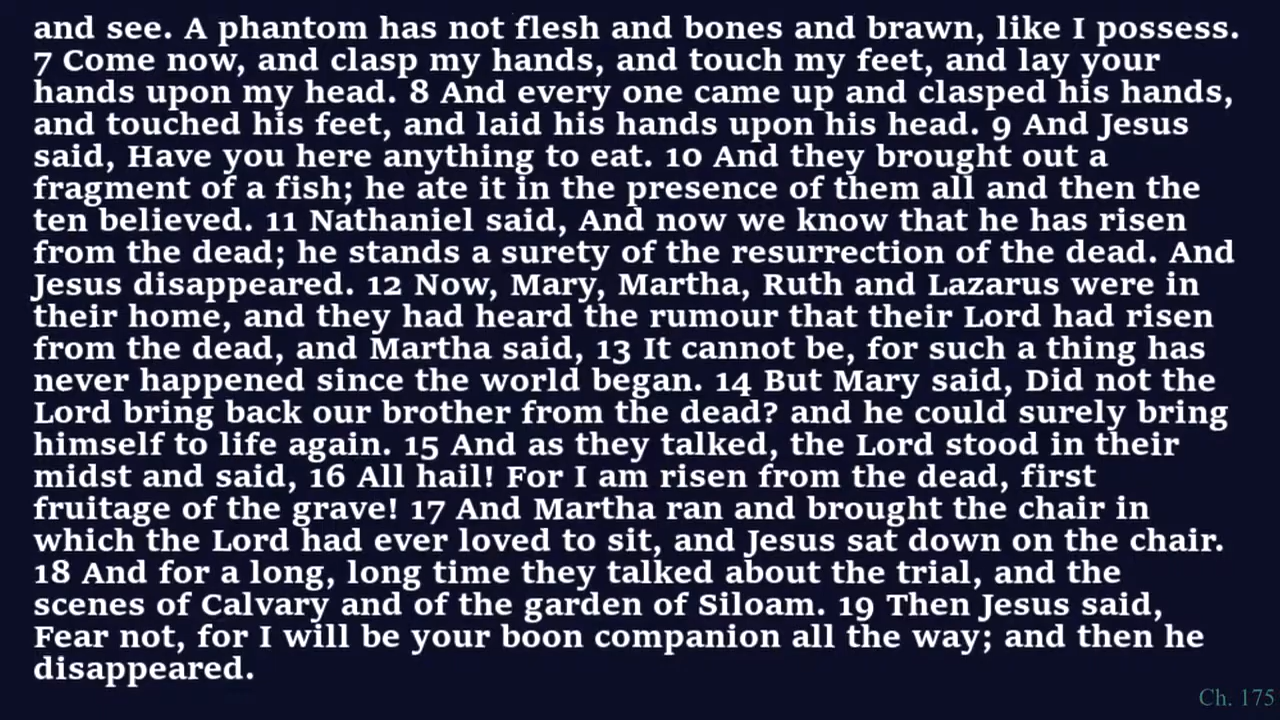 and see. A phantom has not flesh and bones and brawn, like I possess.
7 Come now, and clasp my hands, and touch my feet, and lay your
hands upon my head. 8 And every one came up and clasped his hands,
and touched his feet, and laid his hands upon his head. 9 And Jesus
said, Have you here anything to eat. 10 And they brought out a
fragment of a fish; he ate it in the presence of them all and then the
ten believed. 11 Nathaniel said, And now we know that he has risen
from the dead; he stands a surety of the resurrection of the dead. And
Jesus disappeared. 12 Now, Mary, Martha, Ruth and Lazarus were in
their home, and they had heard the rumour that their Lord had risen
from the dead, and Martha said, 13 It cannot be, for such a thing has
never happened since the world began. 14 But Mary said, Did not the
Lord bring back our brother from the dead? and he could surely bring
himself to life again. 15 And as they talked, the Lord stood in their
midst and said, 16 All hail! For I am risen from the dead, first
fruitage of the grave! 17 And Martha ran and brought the chair in
which the Lord had ever loved to sit, and Jesus sat down on the chair.
18 And for a long, long time they talked about the trial, and the
scenes of Calvary and of the garden of Siloam. 19 Then Jesus said,
Fear not, for I will be your boon companion all the way; and then he
disappeared.
Ch. 175